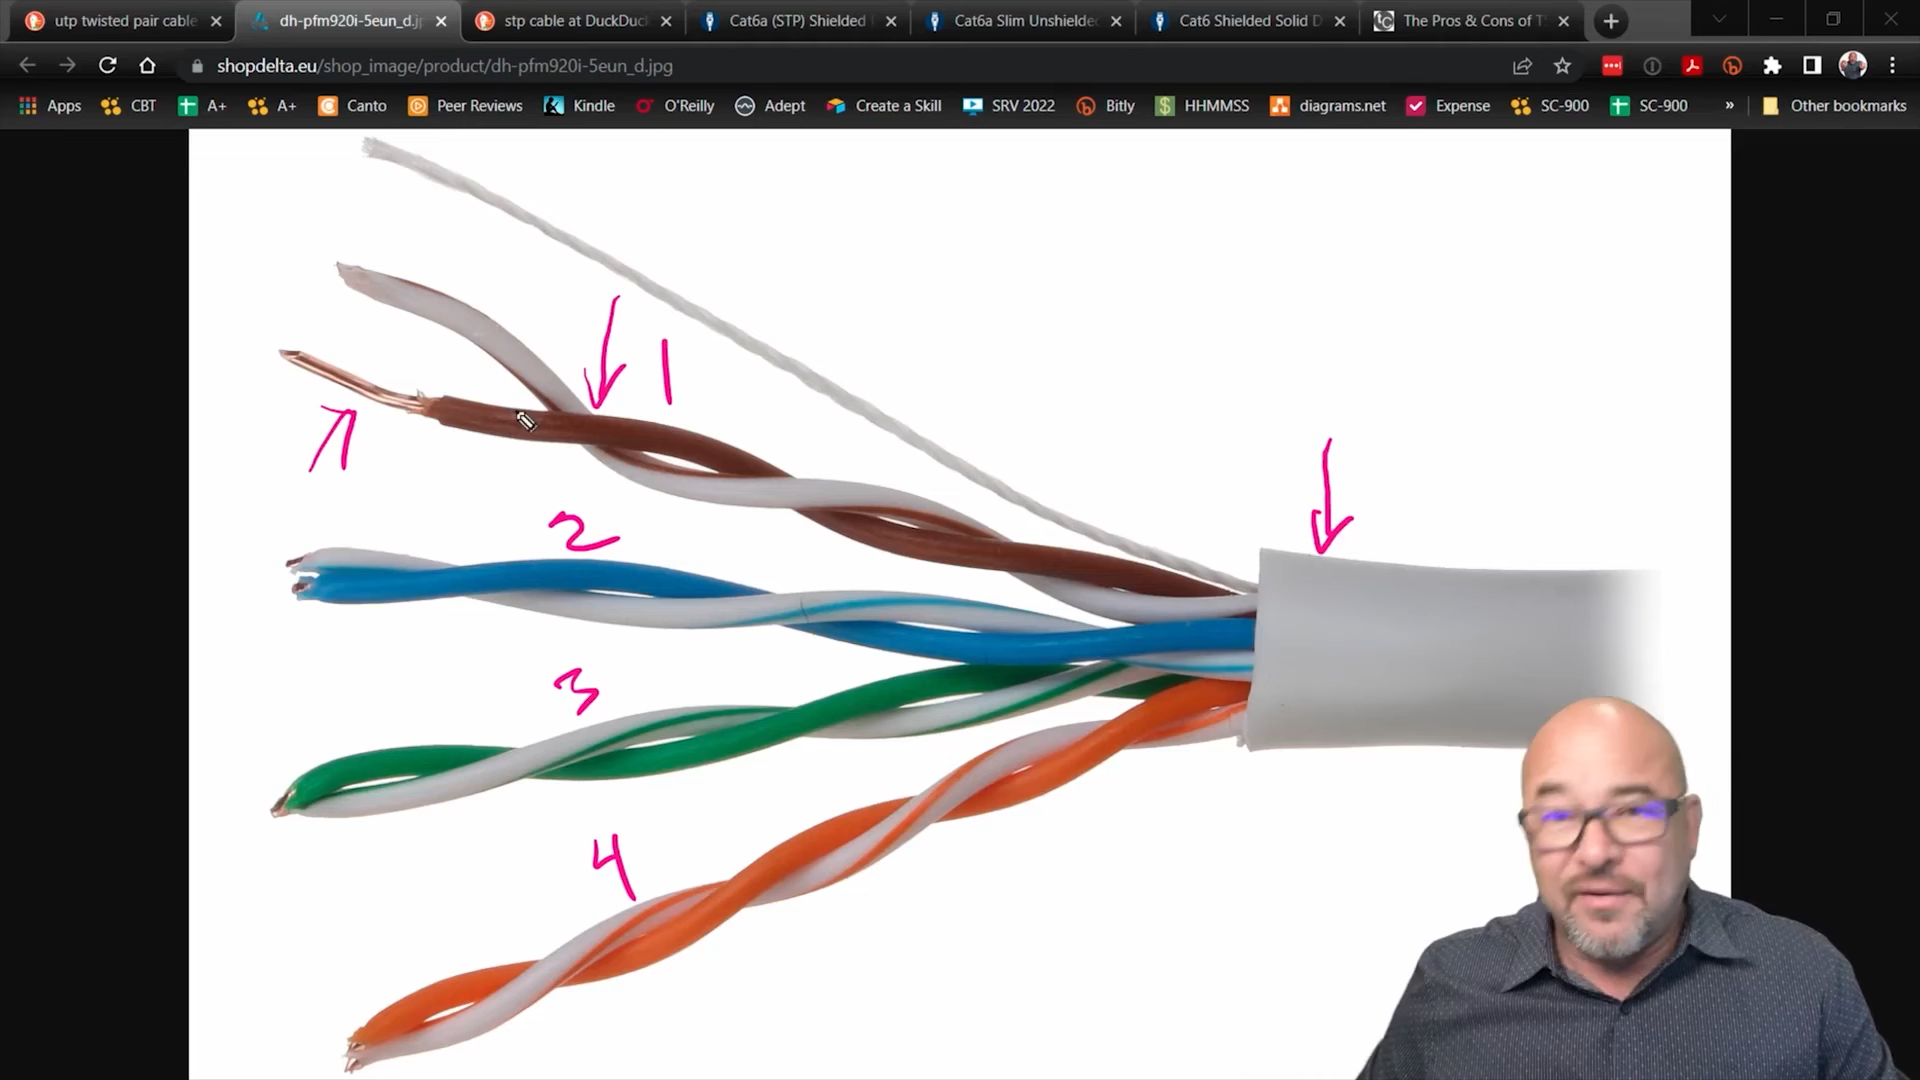 utp twisted pair cable
dh-pfm920i-5eun_d.jp
stp cable at DuckDuck
Cat6a (STP) Shielded
Cat6a Slim Unshielde
Cat6 Shielded Solid
The Pros & Cons of
shopdelta.eu/shop_image/product/dh-pfm920i-5eun_d.jpg
Apps CBT A+ A+ Canto Peer Reviews Kindle O'Reilly Adept Create a Skill SRV 2022 Bitly HHMMSS diagrams.net Expense SC-900 SC-900 » Other bookmarks
1
2
3
4